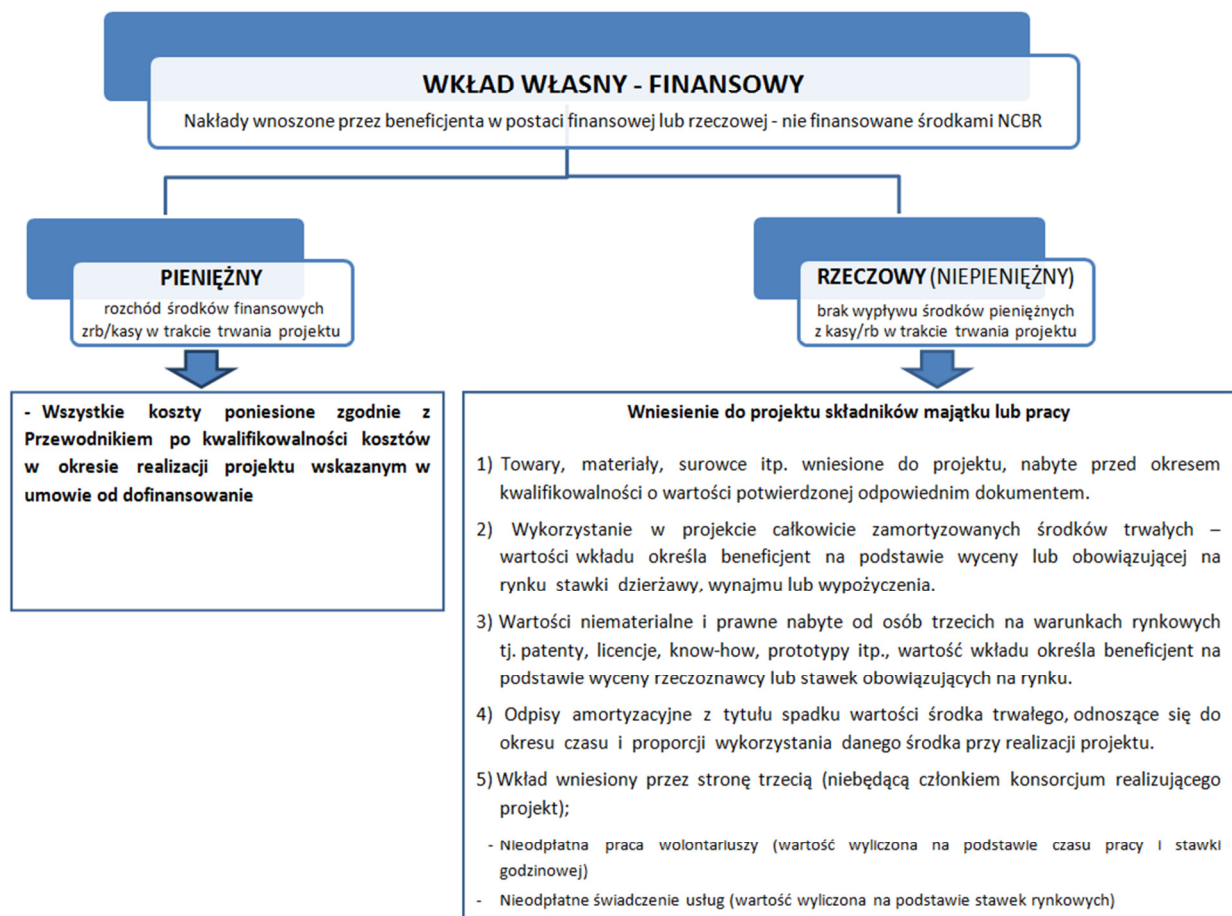 WKŁAD WŁASNY - FINANSOWY
Nakłady wnoszone przez beneficjenta w postaci finansowej lub rzeczowej - nie finansowane środkami NCBR
PIENIĘŻNY
rozchód środków finansowych
zrb/kasy w trakcie trwania projektu
- Wszystkie koszty poniesione zgodnie z
Przewodnikiem po kwalifikowalności kosztów
w okresie realizacji projektu wskazanym w
umowie od dofinansowanie
RZECZOWY (NIEPIENIĘŻNY)
brak wypływu środków pieniężnych
z kasy/rb w trakcie trwania projektu
Wniesienie do projektu składników majątku lub pracy
1) Towary, materiały, surowce itp. wniesione do projektu, nabyte przed okresem
kwalifikowalności o wartości potwierdzonej odpowiednim dokumentem.
2) Wykorzystanie w projekcie całkowicie zamortyzowanych środków trwałych –
wartości wkładu określa beneficjent na podstawie wyceny lub obowiązującej na
rynku stawki dzierżawy, wynajmu lub wypożyczenia.
3) Wartości niematerialne i prawne nabyte od osób trzecich na warunkach rynkowych
tj. patenty, licencje, know-how, prototypy itp., wartość wkładu określa beneficjent na
podstawie wyceny rzeczoznawcy lub stawek obowiązujących na rynku.
4) Odpisy amortyzacyjne z tytułu spadku wartości środka trwałego, odnoszące się do
okresu czasu i proporcji wykorzystania danego środka przy realizacji projektu.
5) Wkład wniesiony przez stronę trzecią (niebędącą członkiem konsorcjum realizującego
projekt);
- Nieodpłatna praca wolontariuszy (wartość wyliczona na podstawie czasu pracy i stawki
godzinowej)
- Nieodpłatne świadczenie usług (wartość wyliczona na podstawie stawek rynkowych)